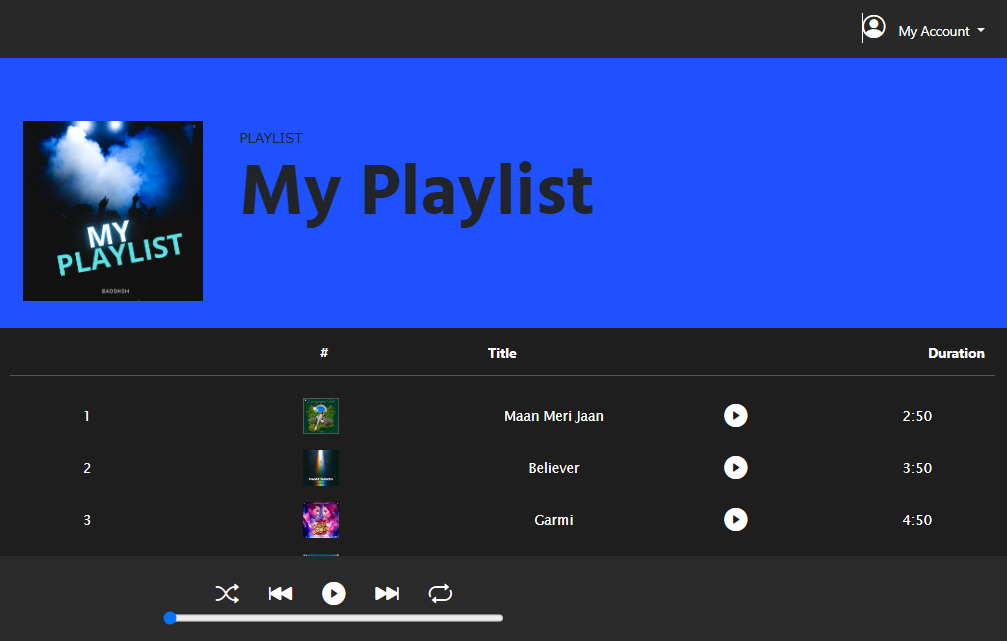 My Account
PLAYLIST
My Playlist
MY
PLAYLIST
BADSHSH
# Title Duration
1 Maan Meri Jaan 2:50
2 Believer 3:50
3 Garmi 4:50